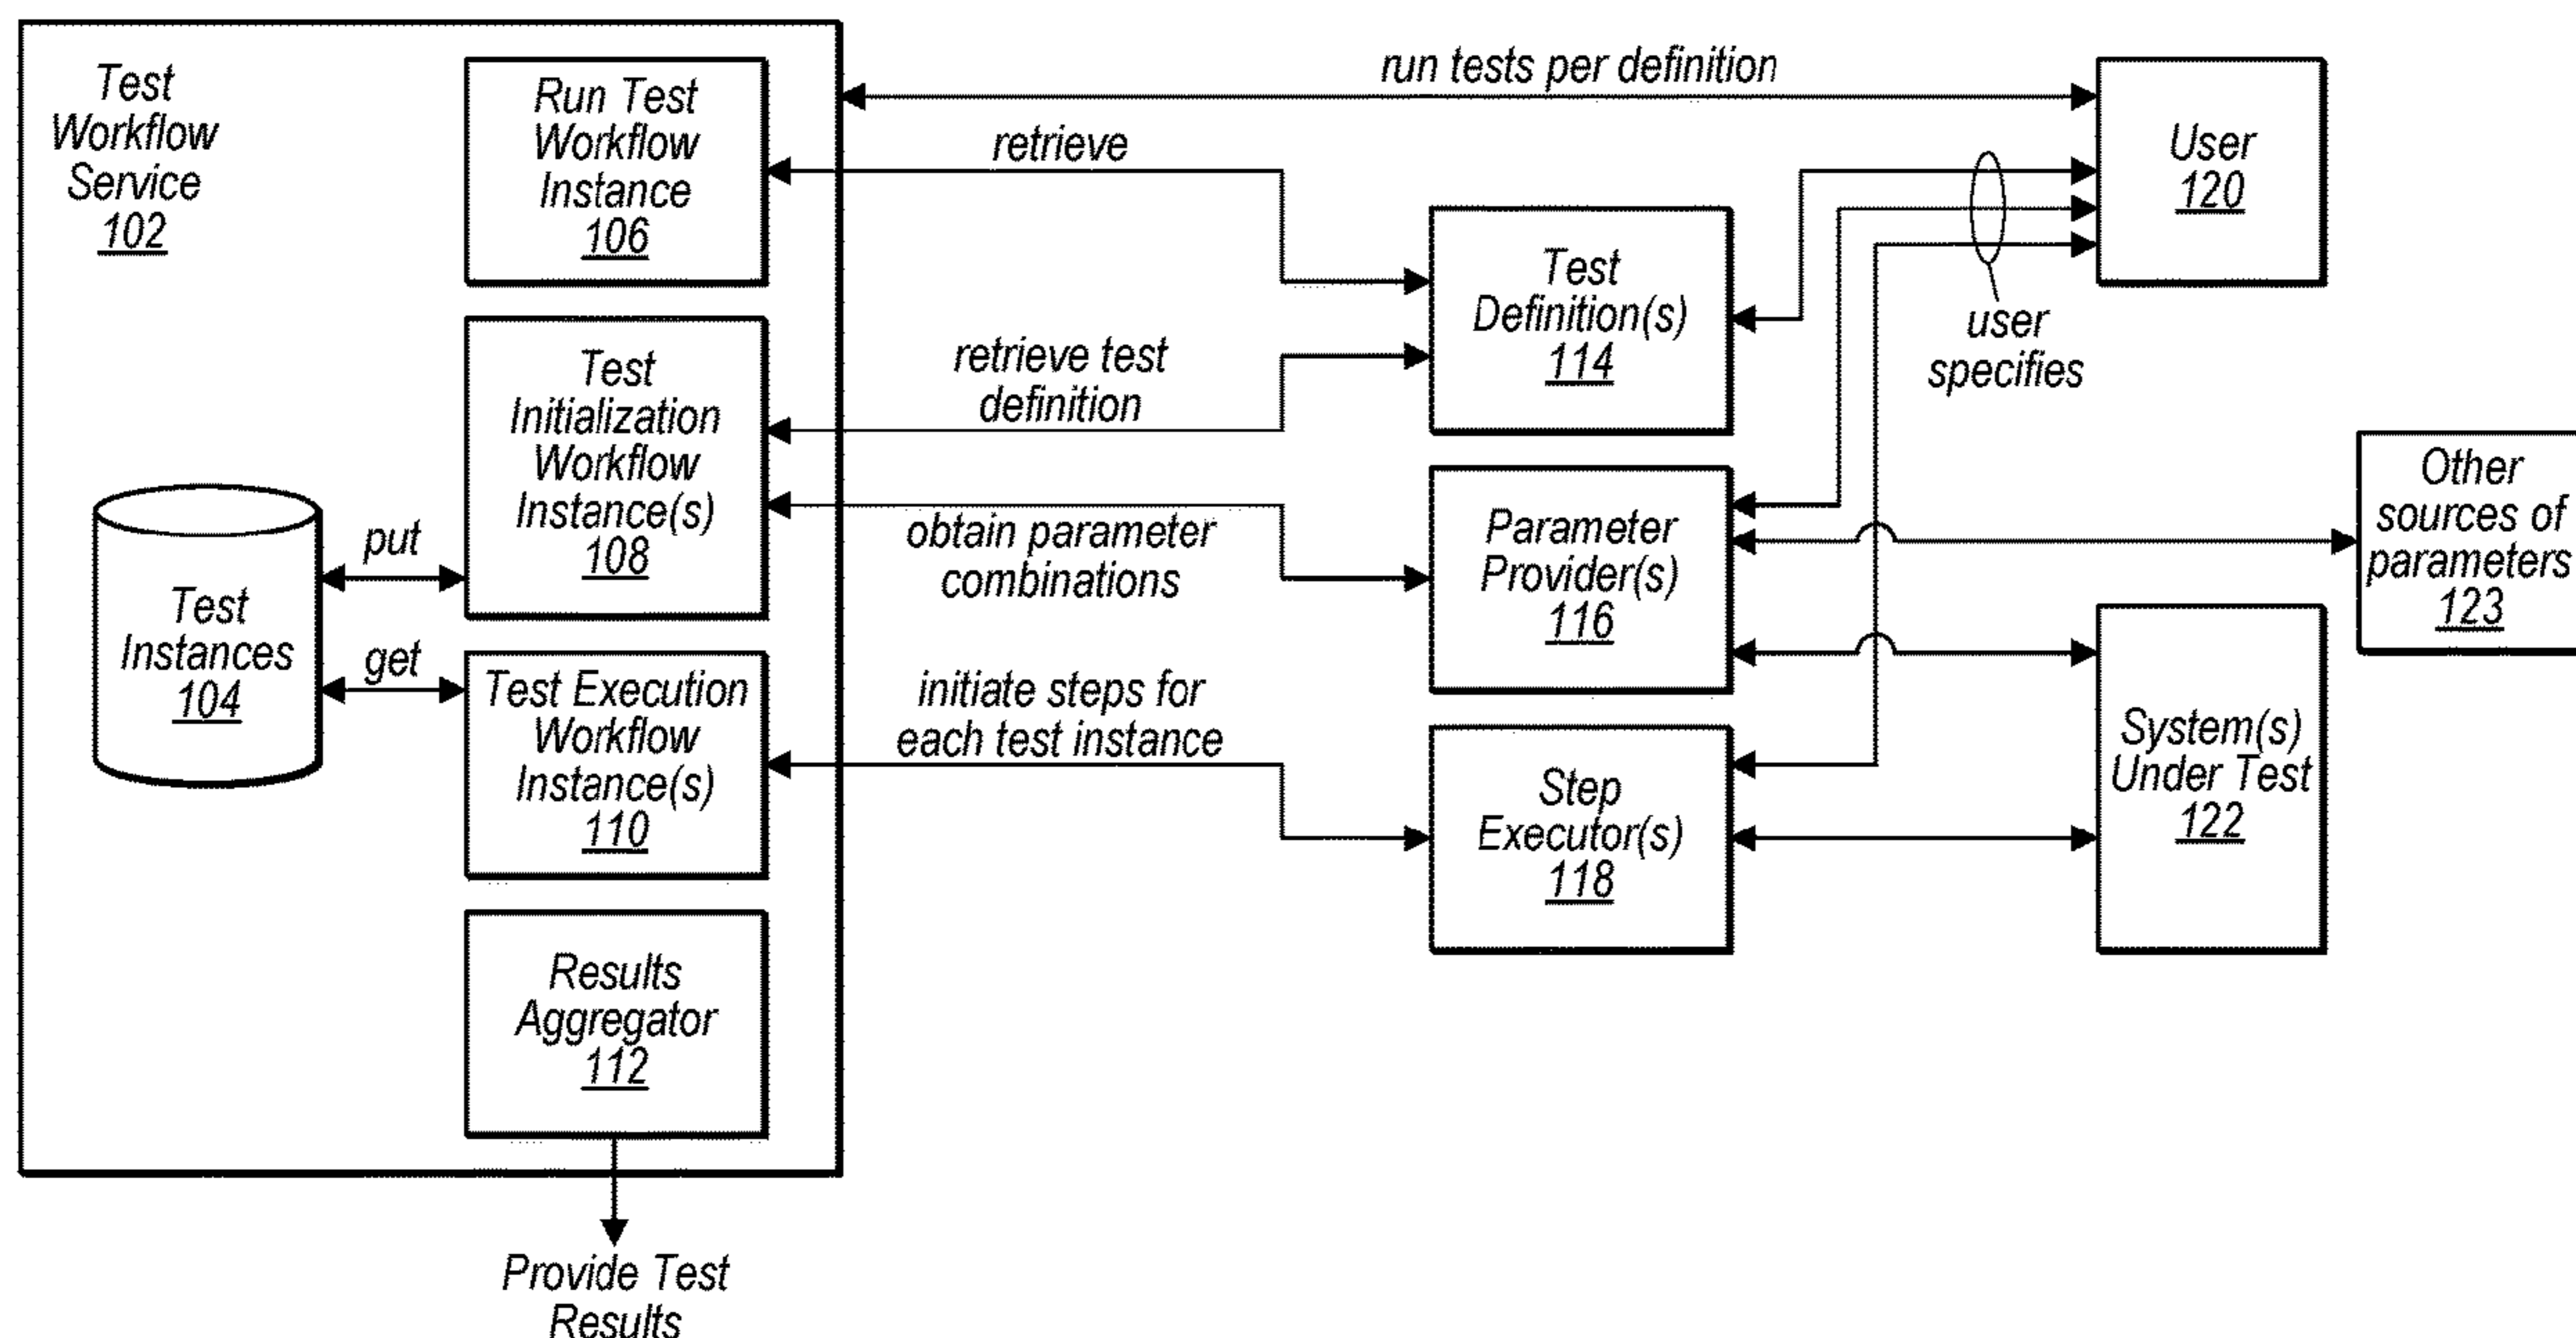 Test
Workflow
Service
102
Run Test
Workflow
Instance
106
Test
Initialization
Workflow
Instance(s)
108
Test
Instances
104
put
get
Test Execution
Workflow
Instance(s)
110
Results
Aggregator
112
Provide Test
Results
run tests per definition
retrieve
retrieve test
definition
obtain parameter
combinations
initiate steps for
each test instance
Test
Definition(s)
114
Parameter
Provider(s)
116
Step
Executor(s)
118
User
120
user
specifies
Other
sources of
parameters
123
System(s)
Under Test
122